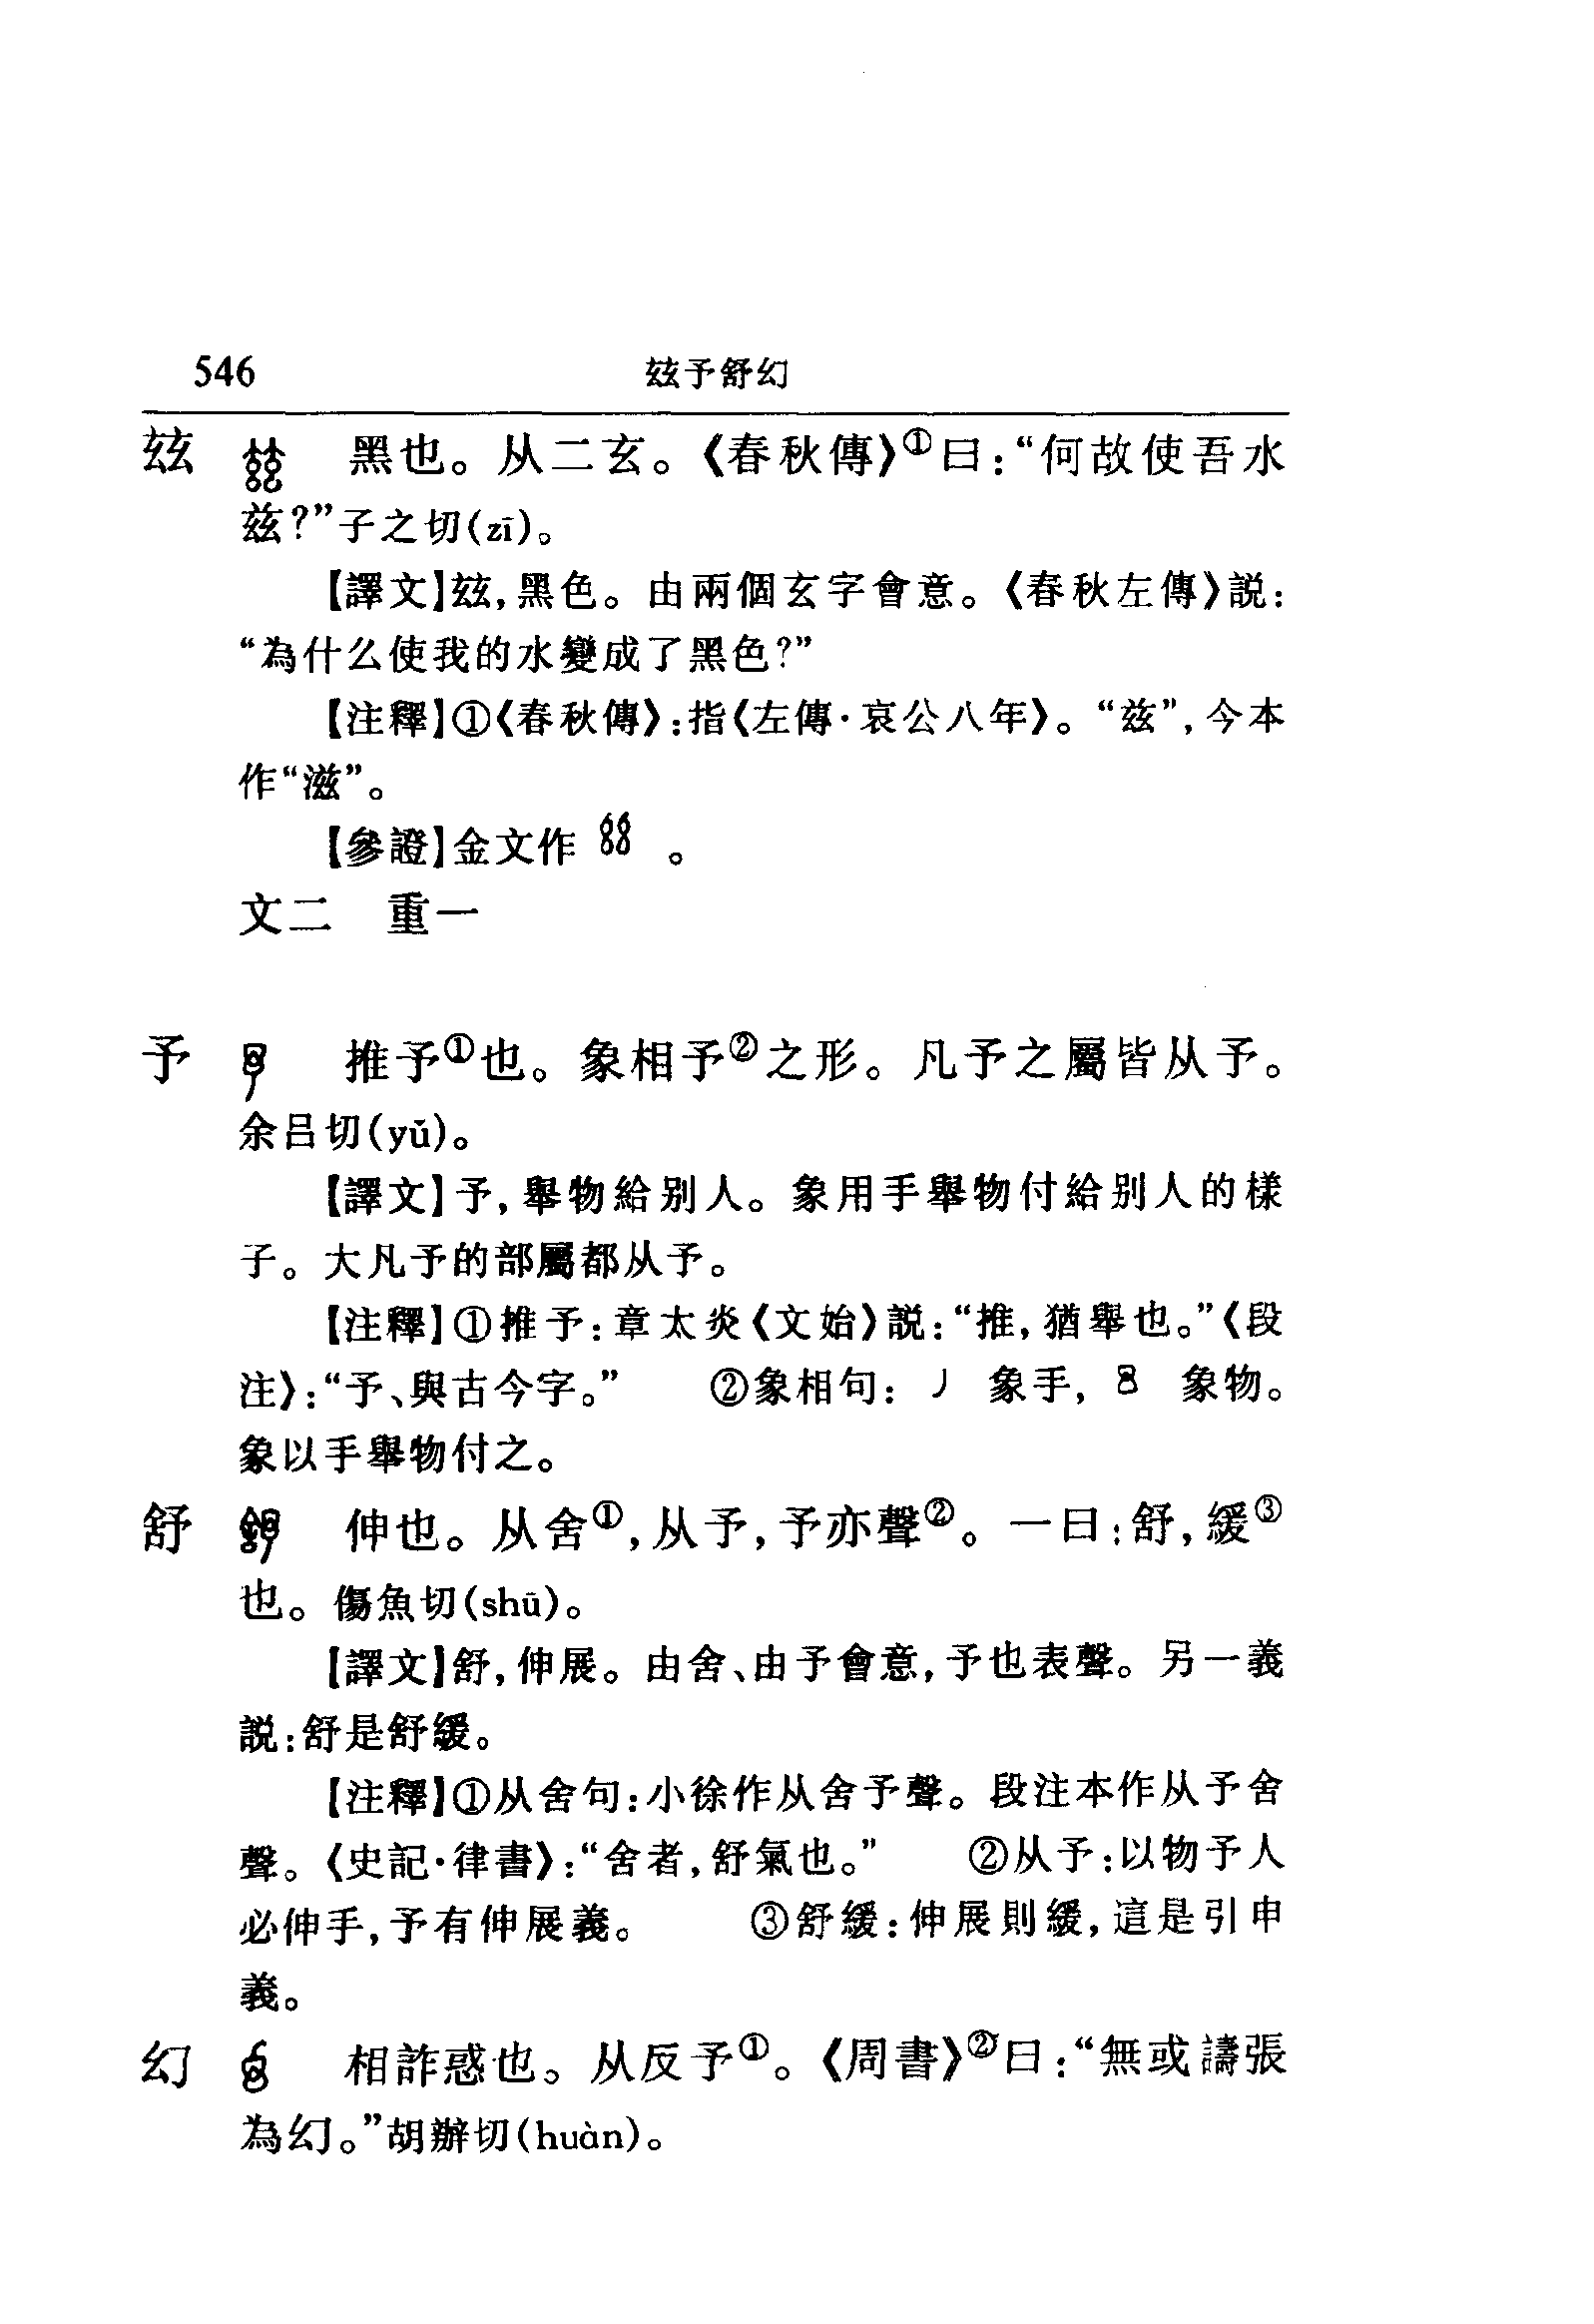 546 玆予舒幻
玆 黑也。从二玄。《春秋傳》①曰：“何故使吾水
兹？”子之切(zī)。
【譯文】玆，黑色。由兩個玄字會意。《春秋左傳》説：
“為什么使我的水變成了黑色？”
【注釋】①《春秋傳》：指《左傳·哀公八年》。“兹”，今本
作“滋”。
【參證】金文作 。
文二 重一
予 推予①也。象相予②之形。凡予之屬皆从予。
余吕切(yǔ)。
【譯文】予，舉物給别人。象用手舉物付給别人的樣
子。大凡予的部屬都从予。
【注釋】①推予：章太炎《文始》説：“推，猶舉也。”《段
注》：“予、與古今字。” ②象相句：丿 象手， 象物。
象以手舉物付之。
舒 伸也。从舍①，从予，予亦聲②。一曰：舒，緩③
也。傷魚切(shū)。
【譯文】舒，伸展。由舍、由予會意，予也表聲。另一義
説：舒是舒緩。
【注釋】①从舍句：小徐作从舍予聲。段注本作从予舍
聲。《史記·律書》：“舍者，舒氣也。” ②从予：以物予人
必伸手，予有伸展義。 ③舒緩：伸展則緩，這是引申
義。
幻 相詐惑也。从反予①。《周書》②曰：“無或譸張
為幻。”胡辦切(huàn)。